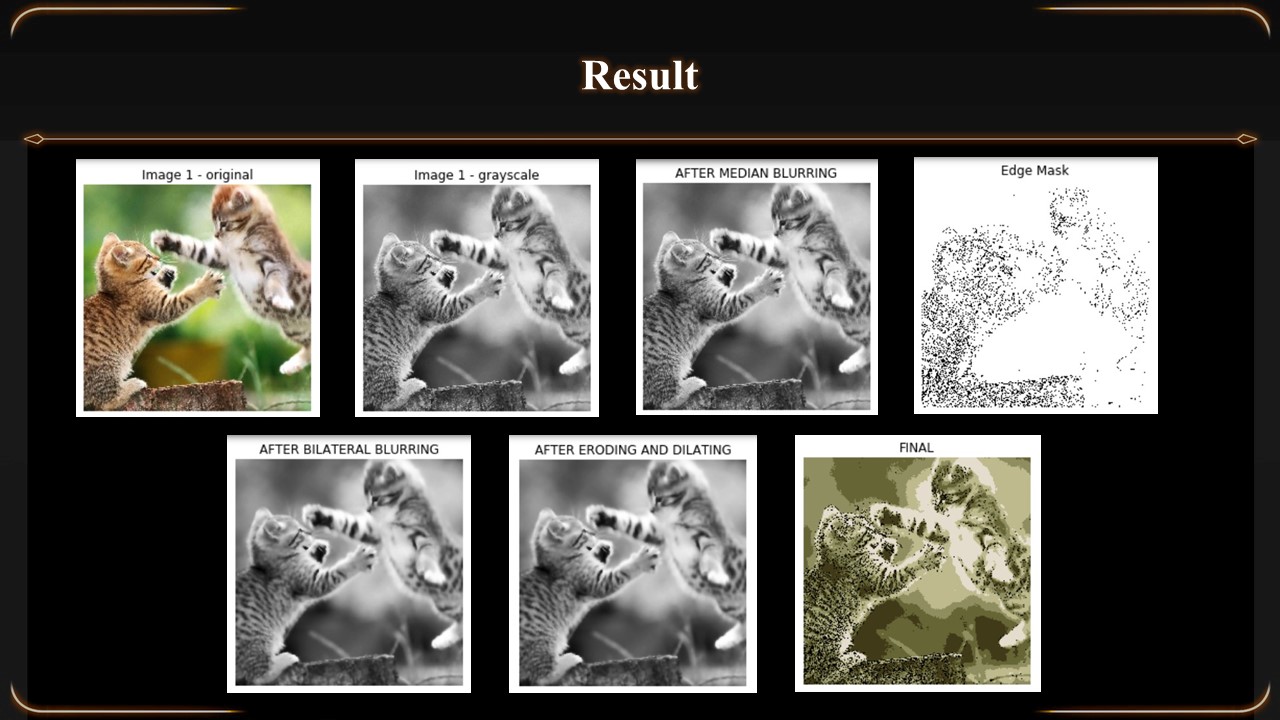 Result
Image 1 - original
Image 1 - grayscale
AFTER MEDIAN BLURRING
Edge Mask
AFTER BILATERAL BLURRING
AFTER ERODING AND DILATING
FINAL